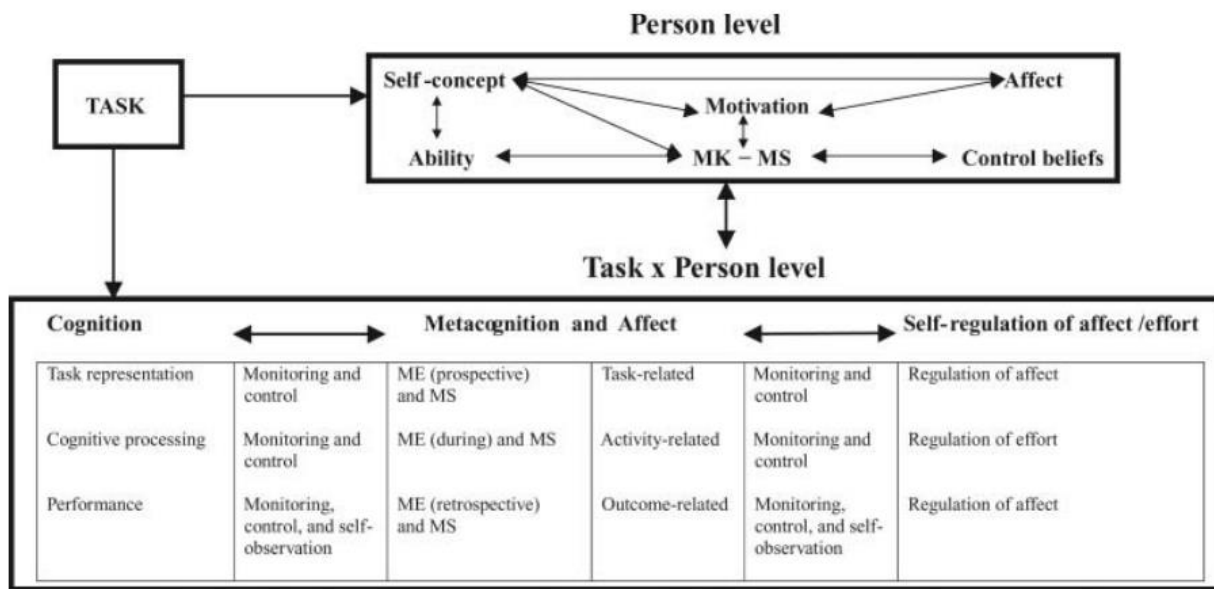 Person level
TASK
Self-concept
Affect
Motivation
Ability
MK – MS
Control beliefs
Task x Person level
Cognition
Metacognition and Affect
Self-regulation of affect /effort
Task representation
Monitoring and
control
ME (prospective)
and MS
Task-related
Monitoring and
control
Regulation of affect
Cognitive processing
Monitoring and
control
ME (during) and MS
Activity-related
Monitoring and
control
Regulation of effort
Performance
Monitoring,
control, and self-
observation
ME (retrospective)
and MS
Outcome-related
Monitoring,
control, and self-
observation
Regulation of affect